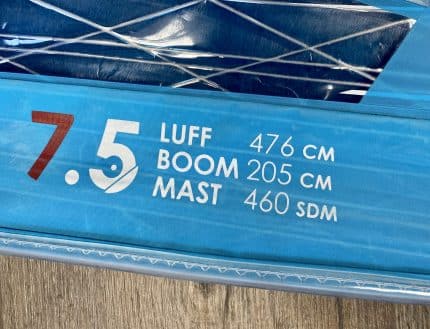 7.5
LUFF 476 CM
BOOM 205 CM
MAST 460 SDM